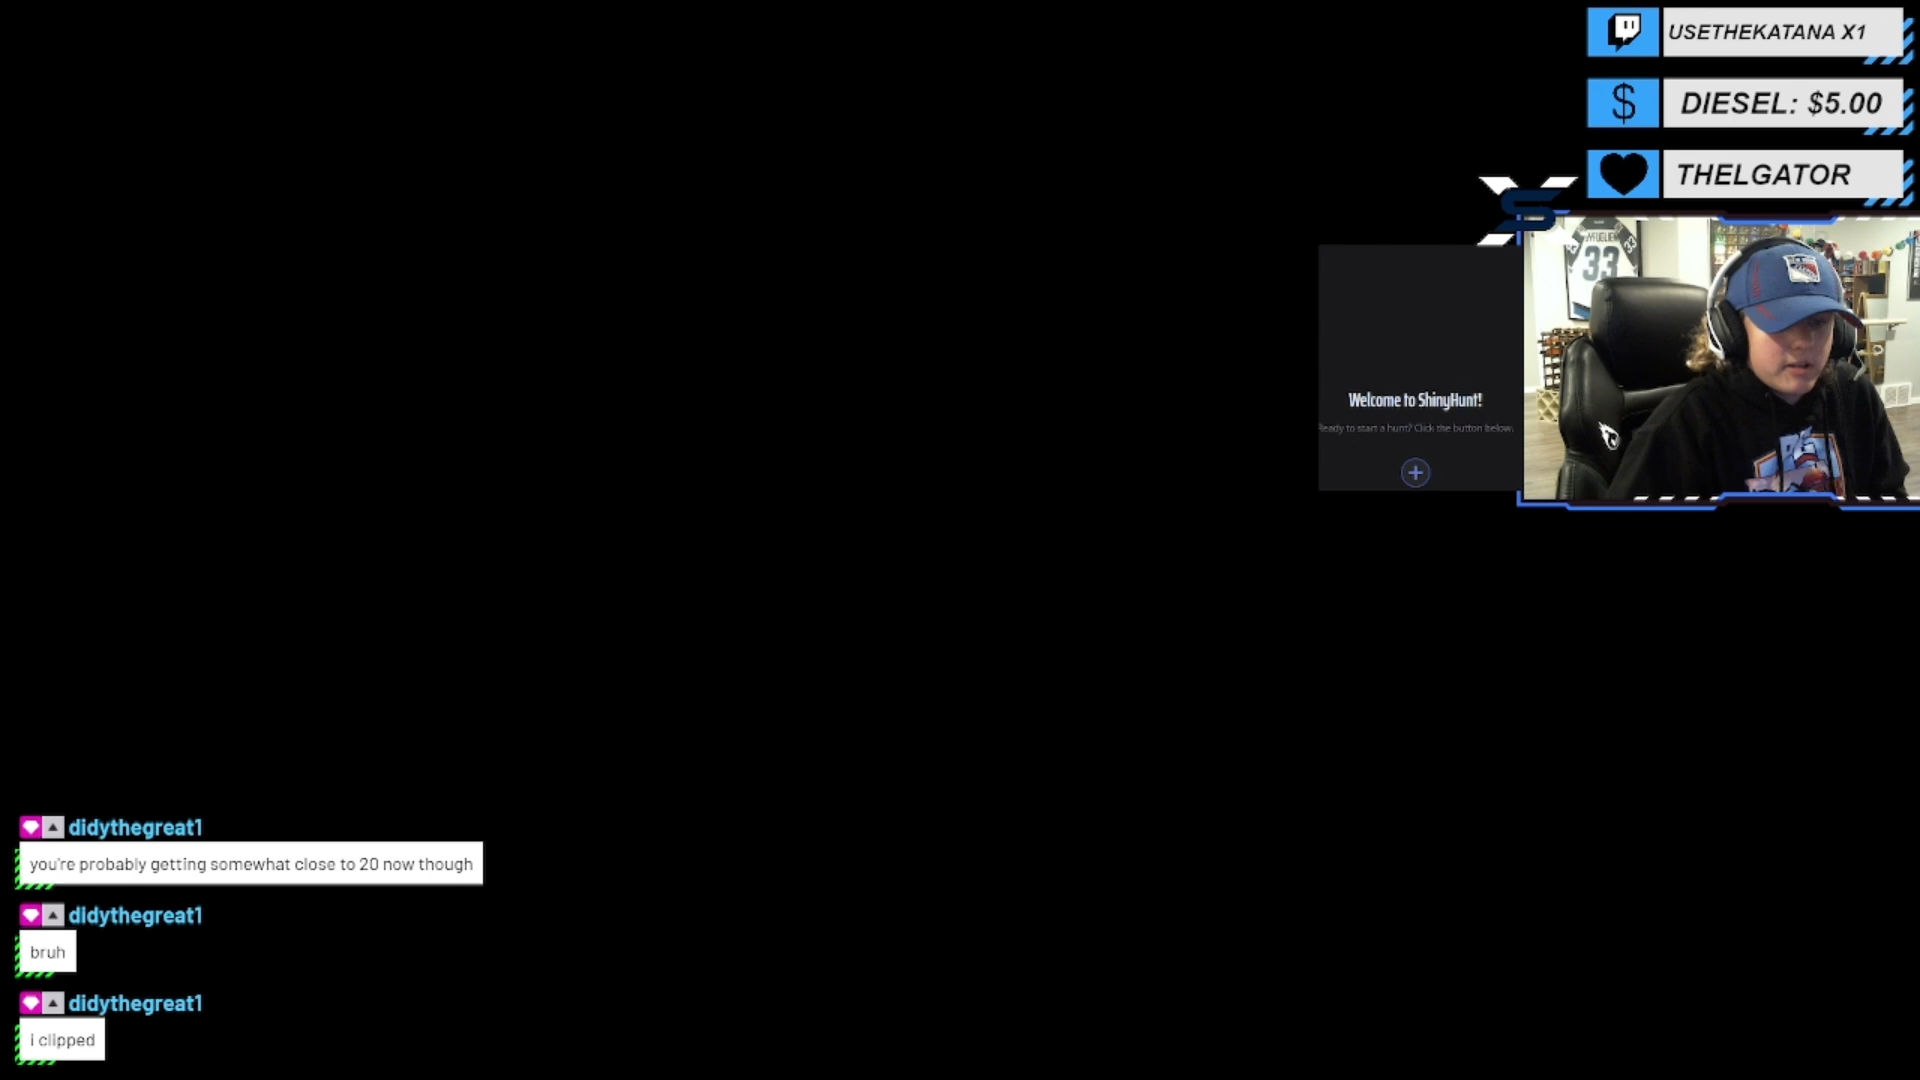 USETHEKATANA X1
$
DIESEL: $5.00
THELGATOR
33
Welcome to ShinyHunt!
Ready to start a hunt? Click the button below.
didythegreat1
you're probably getting somewhat close to 20 now though
didythegreat1
bruh
didythegreat1
i clipped